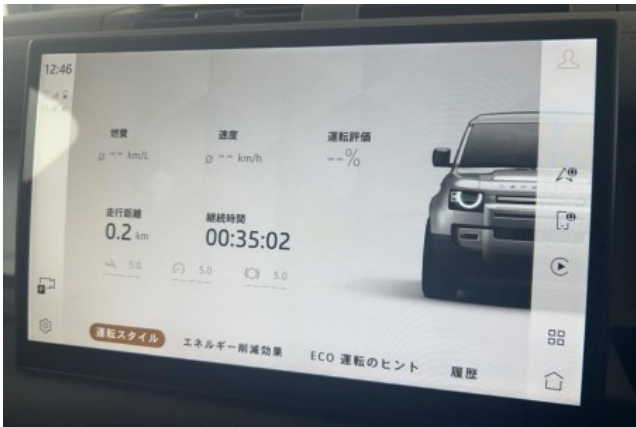 12:46
燃費
ø -- km/L
速度
ø -- km/h
運転評価
--%
走行距離
0.2 km
継続時間
00:35:02
5.0
5.0
5.0
運転スタイル
エネルギー削減効果
ECO 運転のヒント
履歴